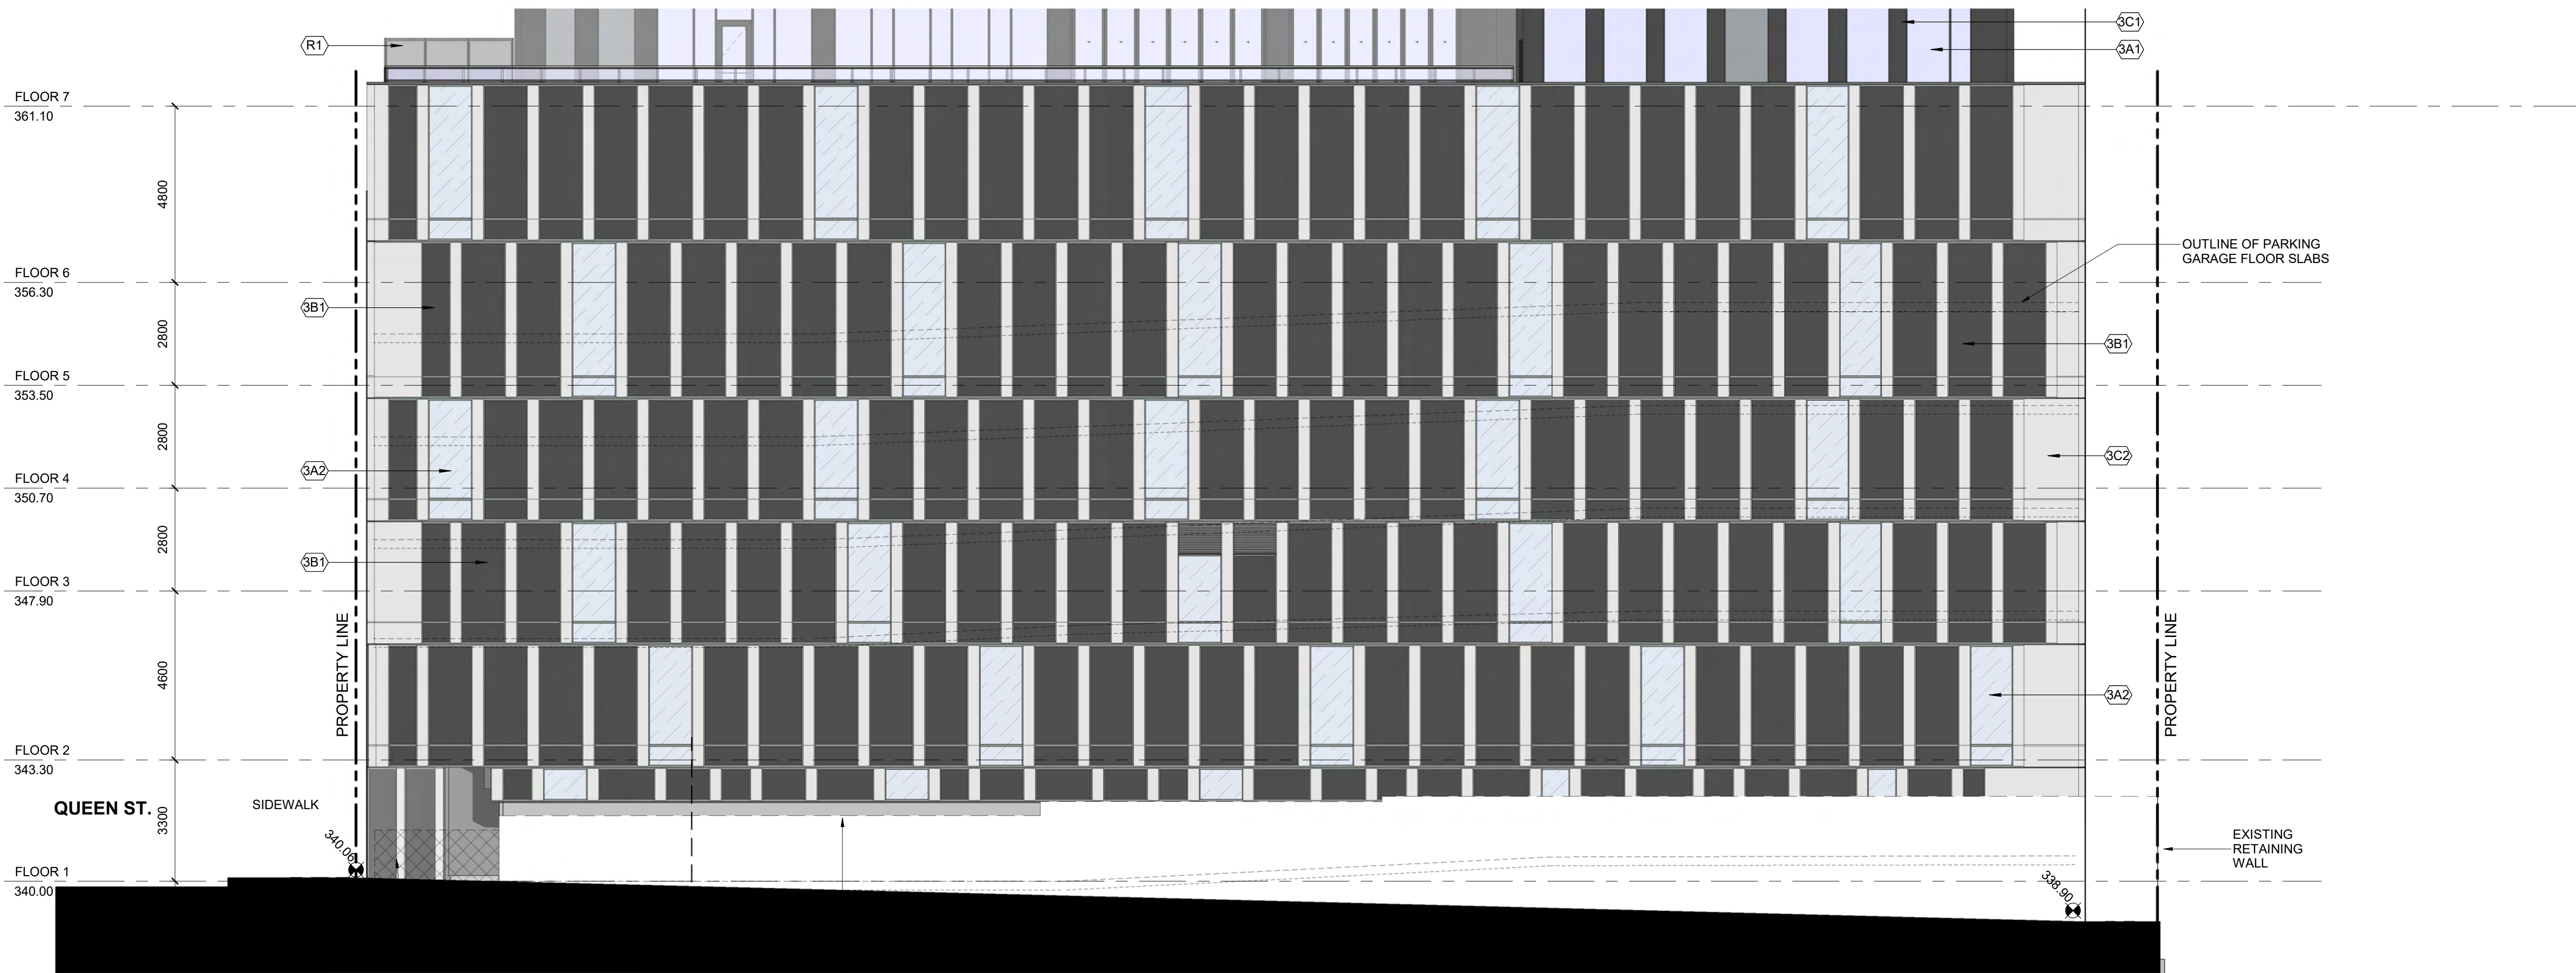 3C1
R1
3A1
FLOOR 7
361.10
4800
OUTLINE OF PARKING
GARAGE FLOOR SLABS
FLOOR 6
356.30
3B1
2800
3B1
FLOOR 5
353.50
2800
3C2
3A2
FLOOR 4
350.70
2800
3B1
FLOOR 3
347.90
PROPERTY LINE
PROPERTY LINE
4600
3A2
FLOOR 2
343.30
QUEEN ST.
SIDEWALK
3300
340.06
EXISTING
RETAINING
WALL
FLOOR 1
340.00
338.90